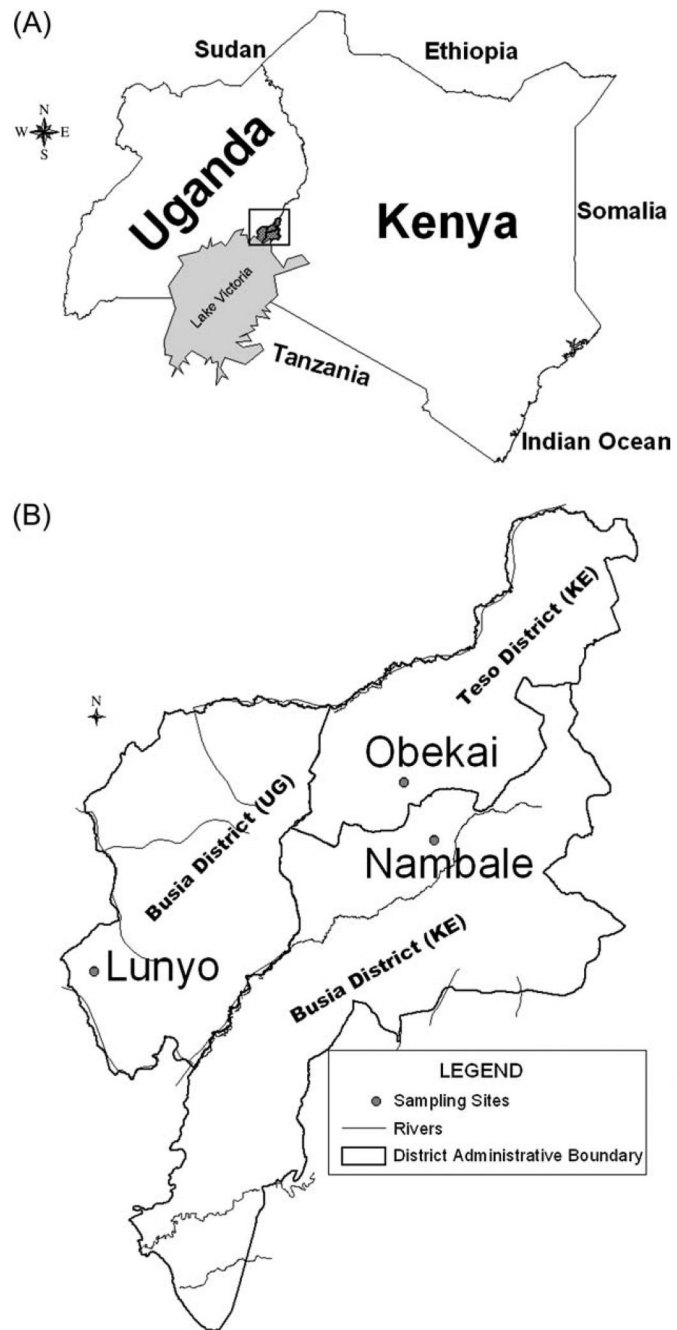 (A)
Sudan
Ethiopia
N
W E
S
Uganda
Kenya
Somalia
Lake Victoria
Tanzania
Indian Ocean
(B)
N
Teso District (KE)
Obekai
Busia District (UG)
Nambale
Lunyo
Busia District (KE)
LEGEND
Sampling Sites
Rivers
District Administrative Boundary